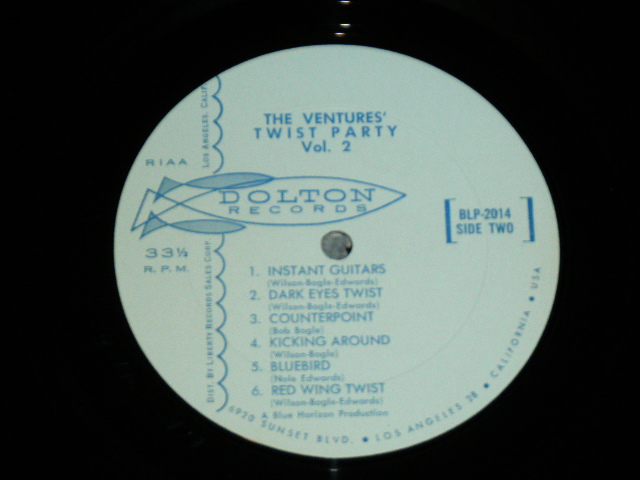 THE VENTURES'
TWIST PARTY
Vol. 2
RIAA
DOLTON
RECORDS
33⅓
R.P.M.
BLP-2014
SIDE TWO
1. INSTANT GUITARS
(Wilson-Bogle-Edwards)
2. DARK EYES TWIST
(Wilson-Bogle-Edwards)
3. COUNTERPOINT
(Bob Bogle)
4. KICKING AROUND
(Wilson-Bogle)
5. BLUEBIRD
(Nole Edwards)
6. RED WING TWIST
(Wilson-Bogle-Edwards)
A Blue Horizon Production
DIST. BY LIBERTY RECORDS SALES CORP.
LOS ANGELES, CALIF.
6920 SUNSET BLVD. • LOS ANGELES 28 • CALIFORNIA • USA